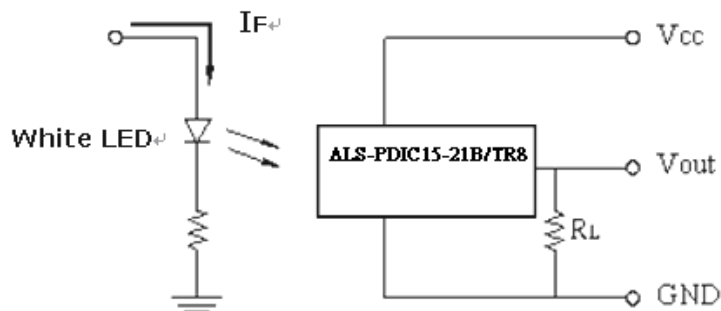 IF
White LED
ALS-PDIC15-21B/TR8
Vcc
Vout
RL
GND